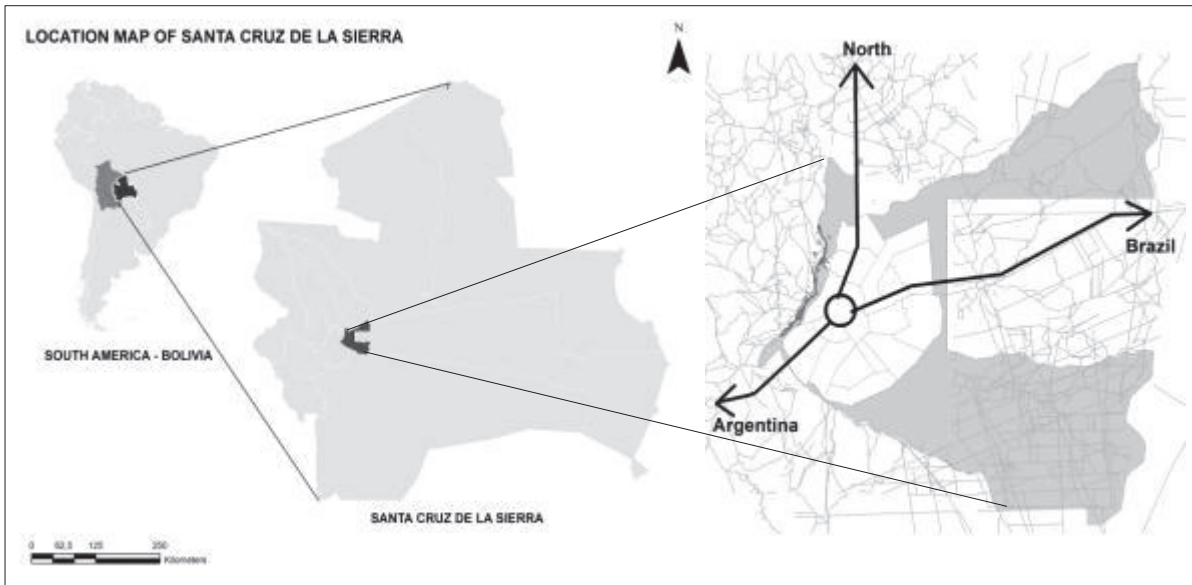 LOCATION MAP OF SANTA CRUZ DE LA SIERRA
N
North
Brazil
SOUTH AMERICA - BOLIVIA
Argentina
SANTA CRUZ DE LA SIERRA
0 62,5 125 250
Kilometers